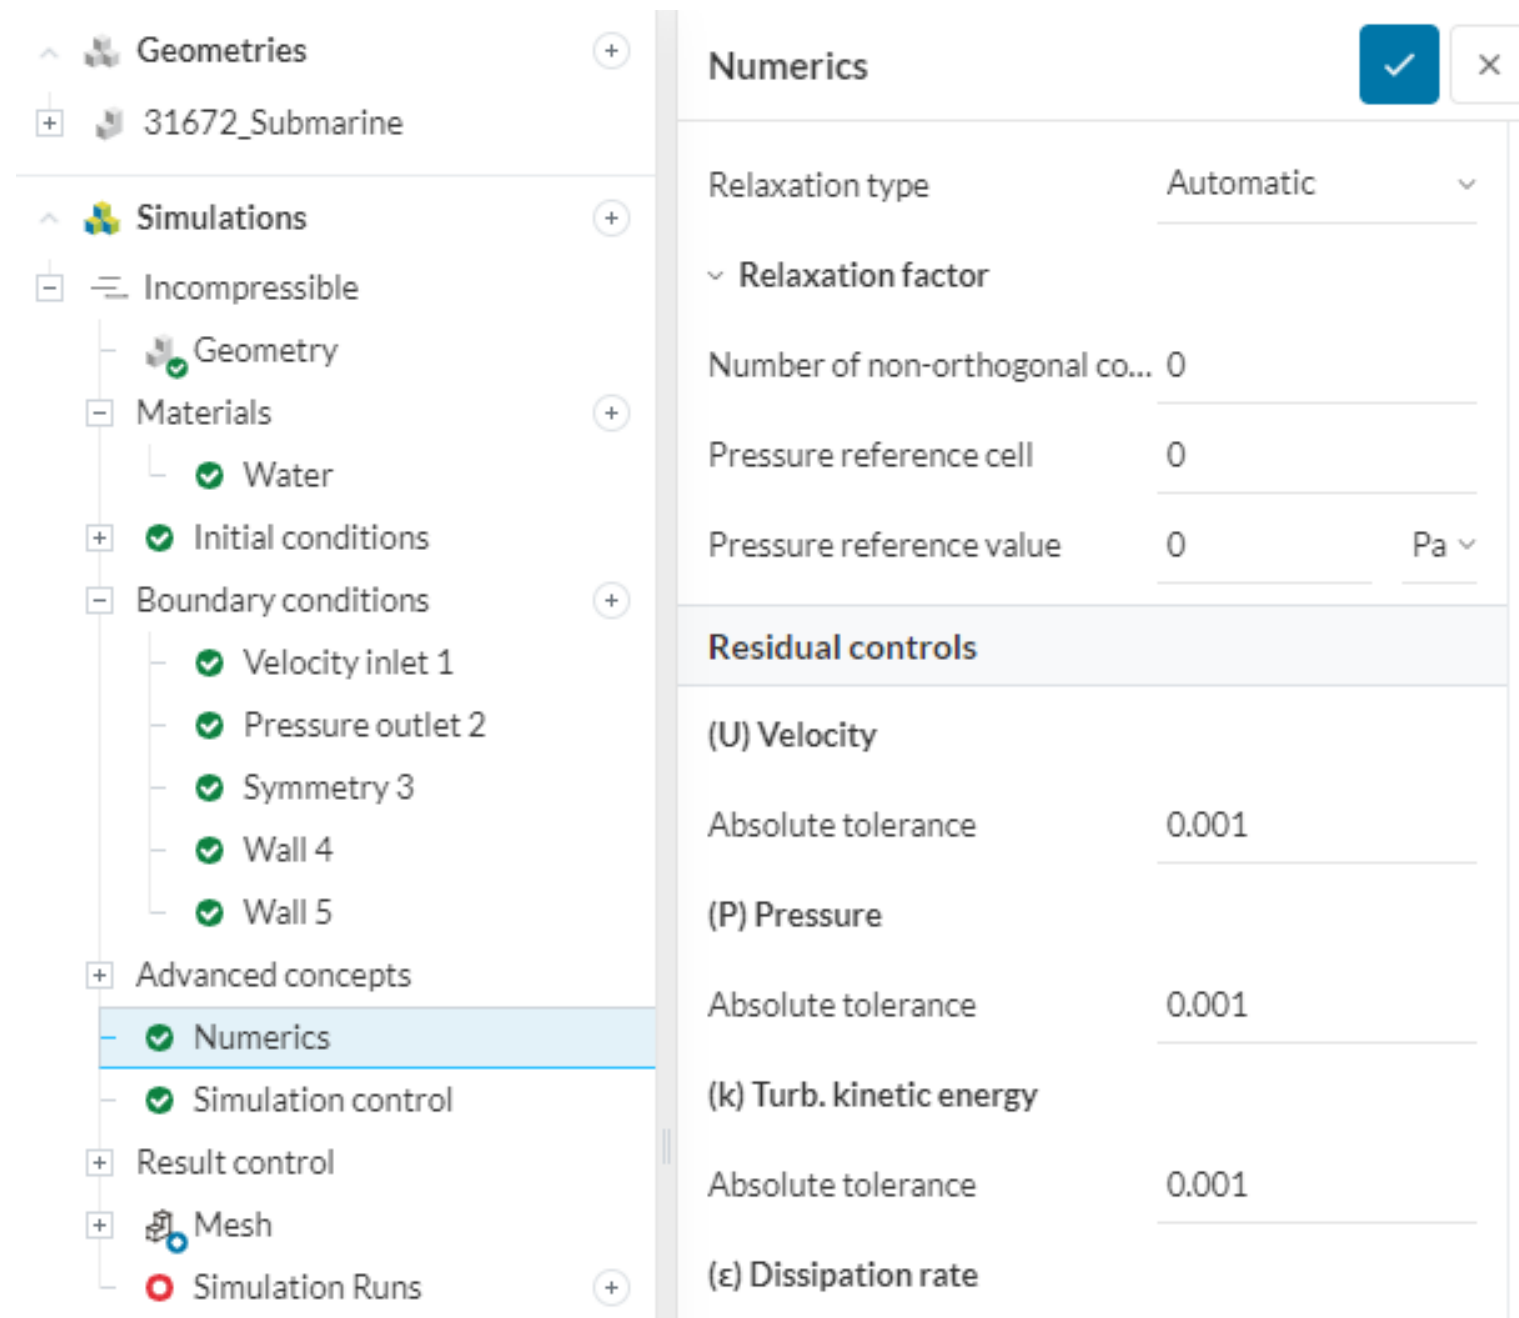 Geometries
31672_Submarine
Simulations
Incompressible
Geometry
Materials
Water
Initial conditions
Boundary conditions
Velocity inlet 1
Pressure outlet 2
Symmetry 3
Wall 4
Wall 5
Advanced concepts
Numerics
Simulation control
Result control
Mesh
Simulation Runs
Numerics
Relaxation type Automatic
Relaxation factor
Number of non-orthogonal co... 0
Pressure reference cell 0
Pressure reference value 0 Pa
Residual controls
(U) Velocity
Absolute tolerance 0.001
(P) Pressure
Absolute tolerance 0.001
(k) Turb. kinetic energy
Absolute tolerance 0.001
(ε) Dissipation rate